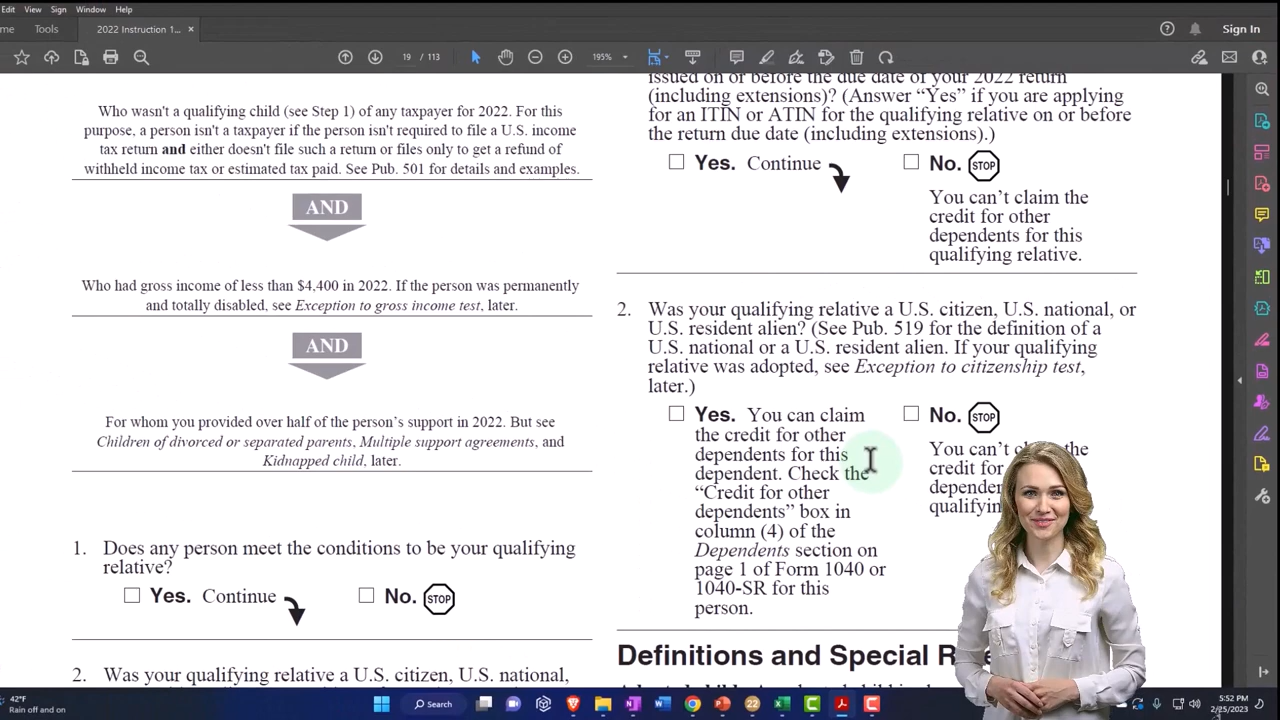 Edit View Sign Window Help
me Tools 2022 Instruction 1... × Sign In
19 / 113 195%
Who wasn't a qualifying child (see Step 1) of any taxpayer for 2022. For this
purpose, a person isn't a taxpayer if the person isn't required to file a U.S. income
tax return and either doesn't file such a return or files only to get a refund of
withheld income tax or estimated tax paid. See Pub. 501 for details and examples.
AND
Who had gross income of less than $4,400 in 2022. If the person was permanently
and totally disabled, see Exception to gross income test, later.
AND
For whom you provided over half of the person's support in 2022. But see
Children of divorced or separated parents, Multiple support agreements, and
Kidnapped child, later.
1. Does any person meet the conditions to be your qualifying
relative?
Yes. Continue No. STOP
2. Was your qualifying relative a U.S. citizen, U.S. national,
issued on or before the due date of your 2022 return
(including extensions)? (Answer “Yes” if you are applying
for an ITIN or ATIN for the qualifying relative on or before
the return due date (including extensions).)
Yes. Continue No. STOP
You can't claim the
credit for other
dependents for this
qualifying relative.
2. Was your qualifying relative a U.S. citizen, U.S. national, or
U.S. resident alien? (See Pub. 519 for the definition of a
U.S. national or a U.S. resident alien. If your qualifying
relative was adopted, see Exception to citizenship test,
later.)
Yes. You can claim
the credit for other
dependents for this
dependent. Check the
“Credit for other
dependents” box in
column (4) of the
Dependents section on
page 1 of Form 1040 or
1040-SR for this
person.
No. STOP
You can't the
credit for
Definitions and Special
42°F
Rain off and on
Search
5:52 PM
2/25/2023